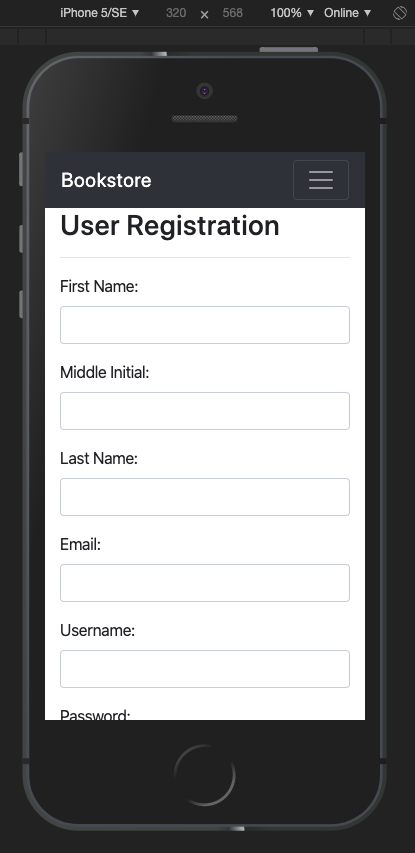 iPhone 5/SE ▼ 320 × 568 100% ▼ Online ▼
Bookstore
User Registration
First Name:
Middle Initial:
Last Name:
Email:
Username:
Password: